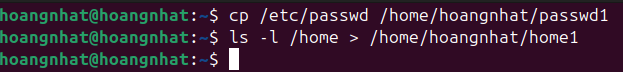 hoangnhat@hoangnhat:~$ cp /etc/passwd /home/hoangnhat/passwd1
hoangnhat@hoangnhat:~$ ls -l /home > /home/hoangnhat/home1
hoangnhat@hoangnhat:~$